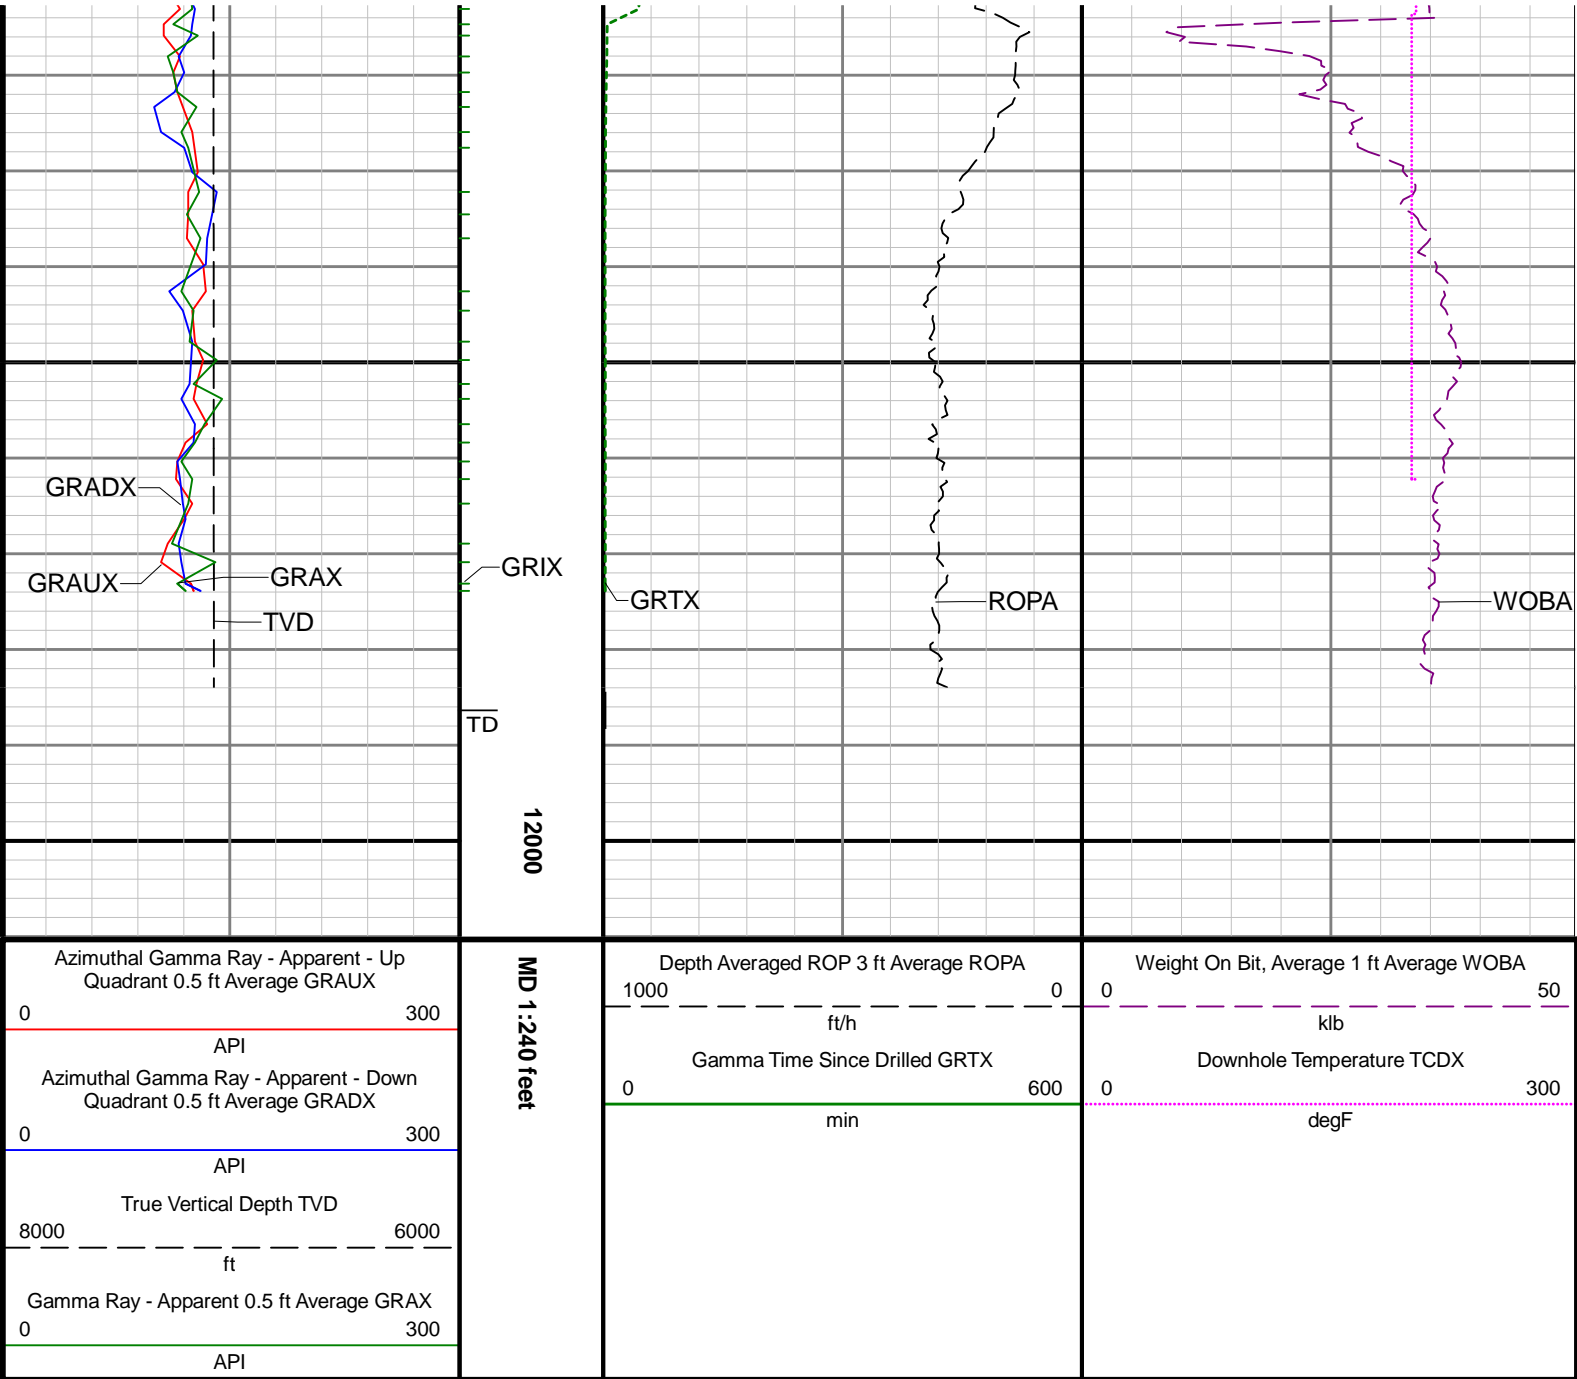 GRADX
GRAUX
GRAX
TVD
GRIX
TD
GRTX
ROPA
WOBA
12000
MD 1:240 feet
Azimuthal Gamma Ray - Apparent - Up
Quadrant 0.5 ft Average GRAUX
0 300
API
Azimuthal Gamma Ray - Apparent - Down
Quadrant 0.5 ft Average GRADX
0 300
API
True Vertical Depth TVD
8000 6000
ft
Gamma Ray - Apparent 0.5 ft Average GRAX
0 300
API
Depth Averaged ROP 3 ft Average ROPA
1000 0
ft/h
Gamma Time Since Drilled GRTX
0 600
min
Weight On Bit, Average 1 ft Average WOBA
0 50
klb
Downhole Temperature TCDX
0 300
degF